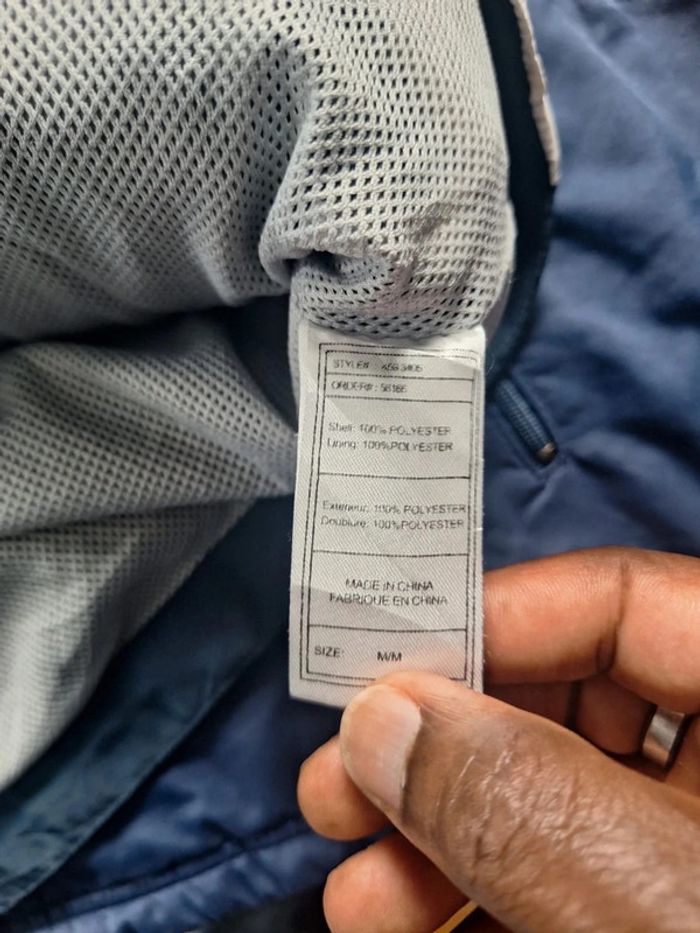 STYLE#:
ORDER#:
Shell: 100% POLYESTER
Lining: 100%POLYESTER
Exterieur: 100% POLYESTER
Doublure: 100%POLYESTER
MADE IN CHINA
FABRIQUE EN CHINA
SIZE: M/M